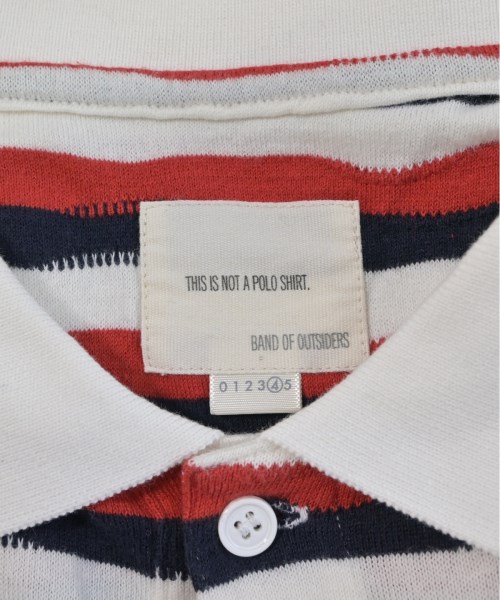 THIS IS NOT A POLO SHIRT.
BAND OF OUTSIDERS
0 1 2 3 4 5